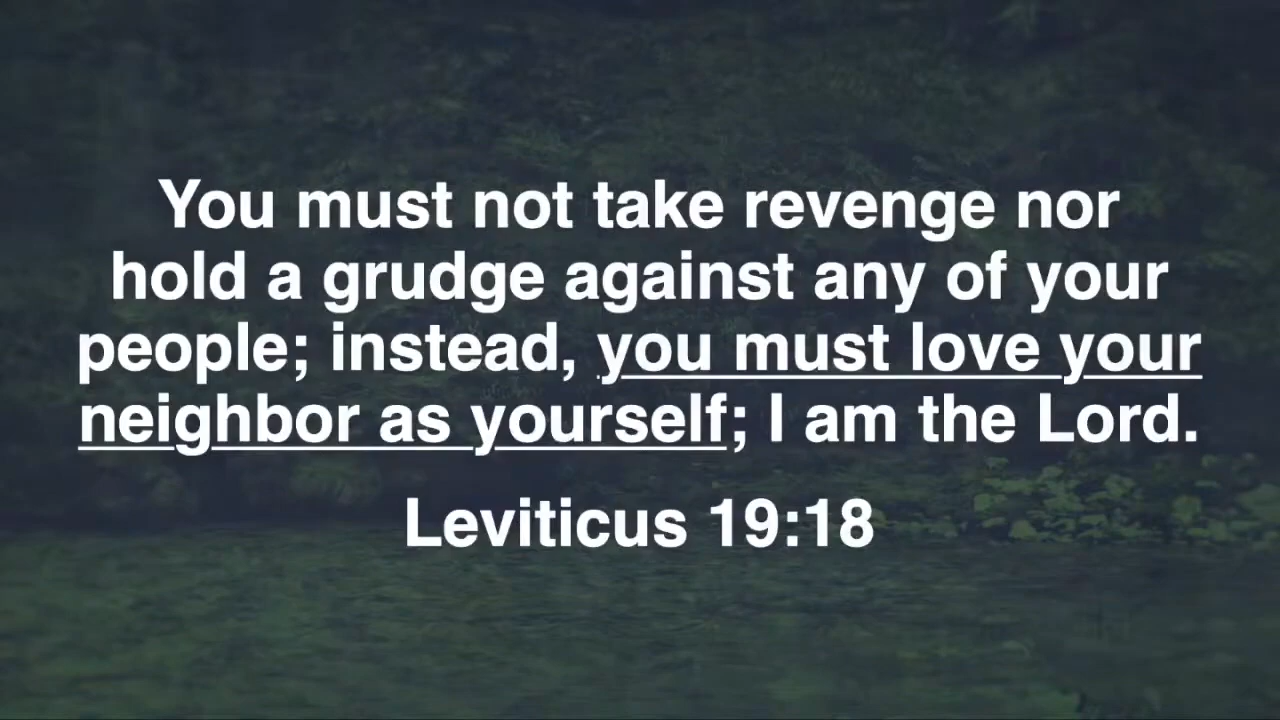 You must not take revenge nor
hold a grudge against any of your
people; instead, you must love your
neighbor as yourself; I am the Lord.
Leviticus 19:18